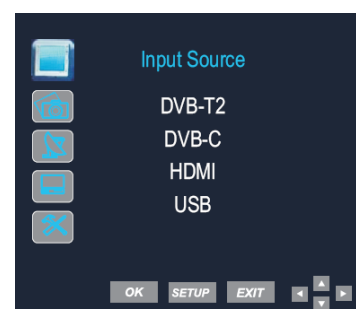 Input Source
DVB-T2
DVB-C
HDMI
USB
OK SETUP EXIT